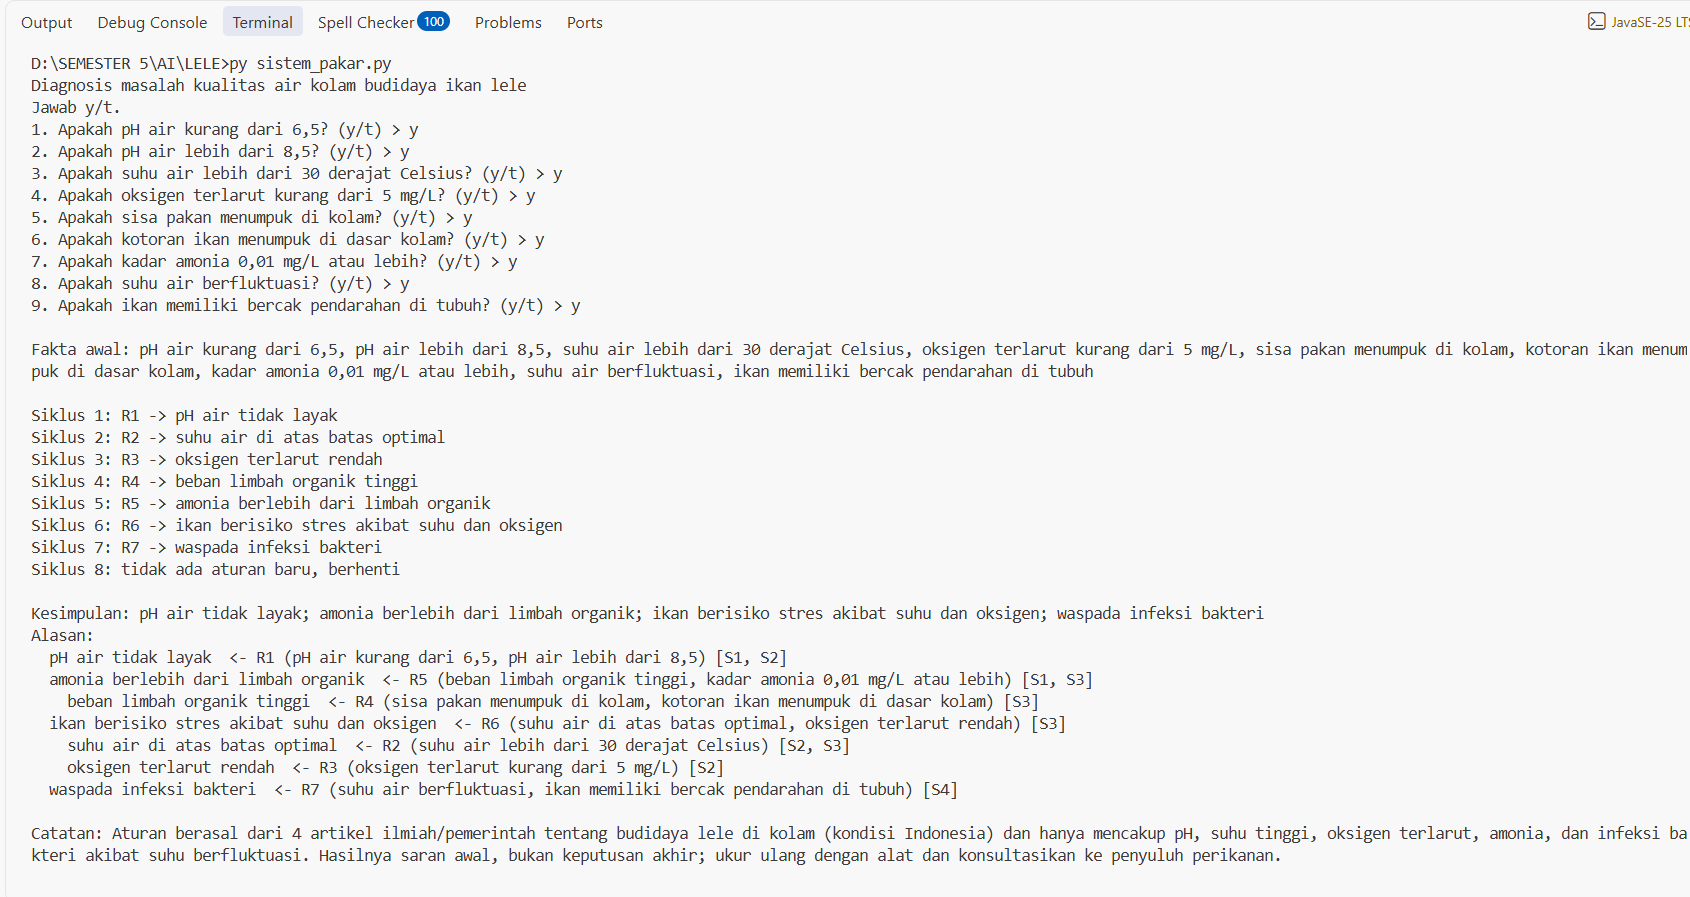 Output Debug Console Terminal Spell Checker 100 Problems Ports JavaSE-25 LTS
D:\SEMESTER 5\AI\LELE>py sistem_pakar.py
Diagnosis masalah kualitas air kolam budidaya ikan lele
Jawab y/t.
1. Apakah pH air kurang dari 6,5? (y/t) > y
2. Apakah pH air lebih dari 8,5? (y/t) > y
3. Apakah suhu air lebih dari 30 derajat Celsius? (y/t) > y
4. Apakah oksigen terlarut kurang dari 5 mg/L? (y/t) > y
5. Apakah sisa pakan menumpuk di kolam? (y/t) > y
6. Apakah kotoran ikan menumpuk di dasar kolam? (y/t) > y
7. Apakah kadar amonia 0,01 mg/L atau lebih? (y/t) > y
8. Apakah suhu air berfluktuasi? (y/t) > y
9. Apakah ikan memiliki bercak pendarahan di tubuh? (y/t) > y
Fakta awal: pH air kurang dari 6,5, pH air lebih dari 8,5, suhu air lebih dari 30 derajat Celsius, oksigen terlarut kurang dari 5 mg/L, sisa pakan menumpuk di kolam, kotoran ikan menum
puk di dasar kolam, kadar amonia 0,01 mg/L atau lebih, suhu air berfluktuasi, ikan memiliki bercak pendarahan di tubuh
Siklus 1: R1 -> pH air tidak layak
Siklus 2: R2 -> suhu air di atas batas optimal
Siklus 3: R3 -> oksigen terlarut rendah
Siklus 4: R4 -> beban limbah organik tinggi
Siklus 5: R5 -> amonia berlebih dari limbah organik
Siklus 6: R6 -> ikan berisiko stres akibat suhu dan oksigen
Siklus 7: R7 -> waspada infeksi bakteri
Siklus 8: tidak ada aturan baru, berhenti
Kesimpulan: pH air tidak layak; amonia berlebih dari limbah organik; ikan berisiko stres akibat suhu dan oksigen; waspada infeksi bakteri
Alasan:
pH air tidak layak <- R1 (pH air kurang dari 6,5, pH air lebih dari 8,5) [S1, S2]
amonia berlebih dari limbah organik <- R5 (beban limbah organik tinggi, kadar amonia 0,01 mg/L atau lebih) [S1, S3]
beban limbah organik tinggi <- R4 (sisa pakan menumpuk di kolam, kotoran ikan menumpuk di dasar kolam) [S3]
ikan berisiko stres akibat suhu dan oksigen <- R6 (suhu air di atas batas optimal, oksigen terlarut rendah) [S3]
suhu air di atas batas optimal <- R2 (suhu air lebih dari 30 derajat Celsius) [S2, S3]
oksigen terlarut rendah <- R3 (oksigen terlarut kurang dari 5 mg/L) [S2]
waspada infeksi bakteri <- R7 (suhu air berfluktuasi, ikan memiliki bercak pendarahan di tubuh) [S4]
Catatan: Aturan berasal dari 4 artikel ilmiah/pemerintah tentang budidaya lele di kolam (kondisi Indonesia) dan hanya mencakup pH, suhu tinggi, oksigen terlarut, amonia, dan infeksi ba
kteri akibat suhu berfluktuasi. Hasilnya saran awal, bukan keputusan akhir; ukur ulang dengan alat dan konsultasikan ke penyuluh perikanan.